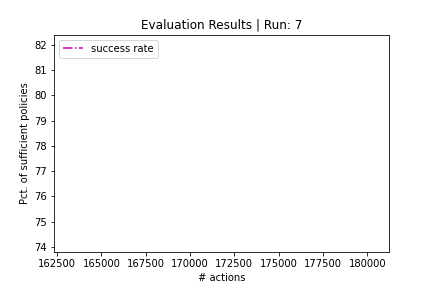 Evaluation Results | Run: 7
success rate
Pct. of sufficient policies
82
81
80
79
78
77
76
75
74
162500 165000 167500 170000 172500 175000 177500 180000
# actions